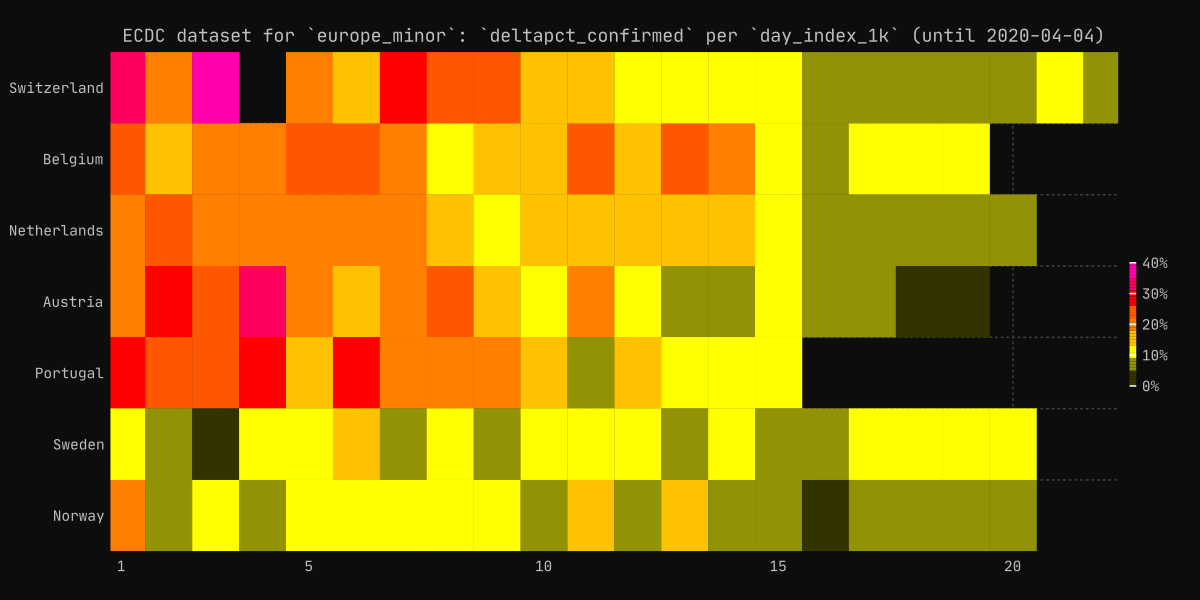 ECDC dataset for `europe_minor`: `deltapct_confirmed` per `day_index_1k` (until 2020-04-04)
Switzerland
Belgium
Netherlands
Austria
Portugal
Sweden
Norway
40%
30%
20%
10%
0%
1 5 10 15 20